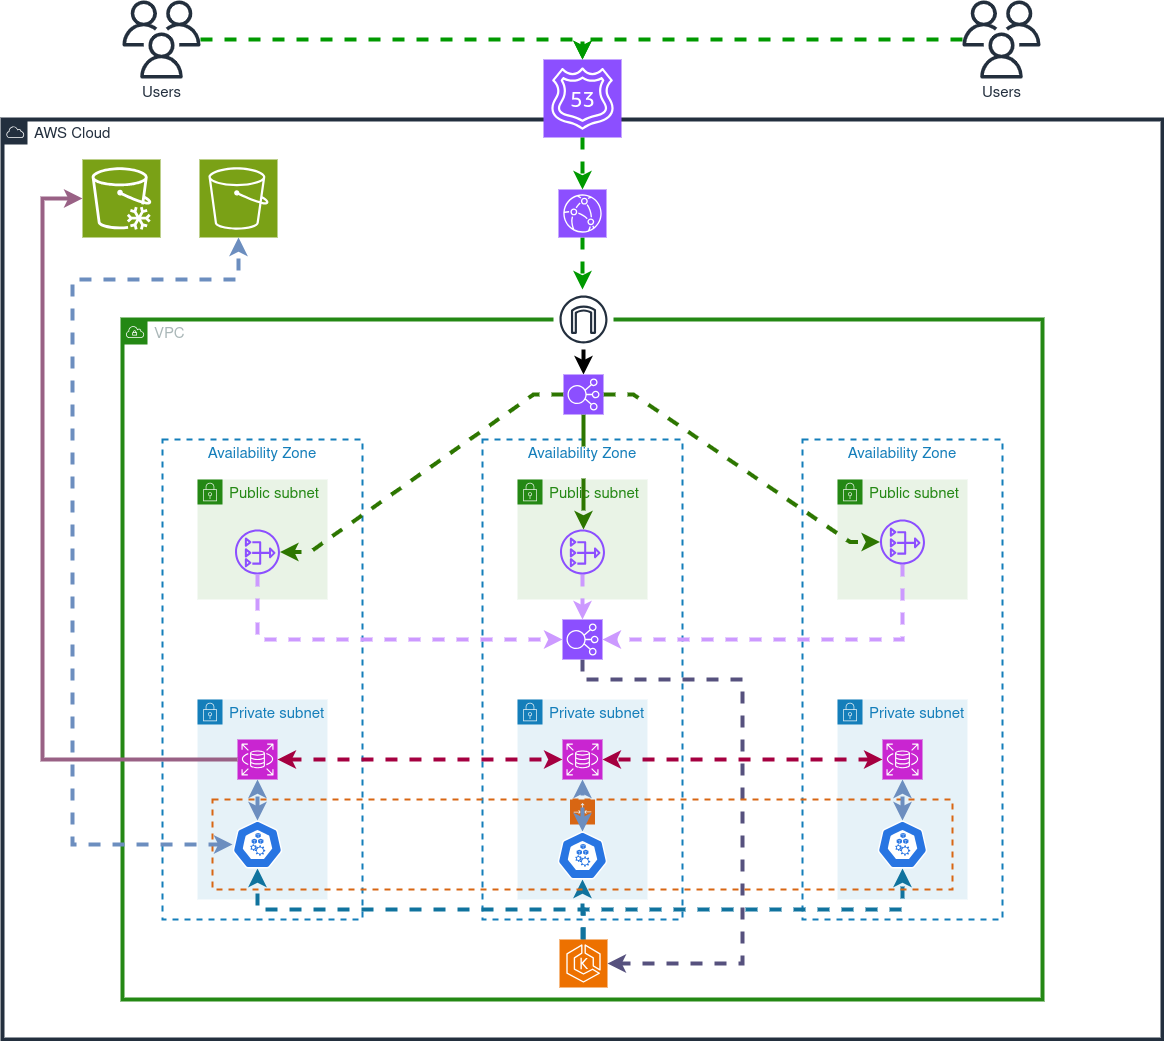 Users
Users
53
AWS Cloud
VPC
Availability Zone
Availability Zone
Availability Zone
Public subnet
Public subnet
Public subnet
Private subnet
Private subnet
Private subnet
K